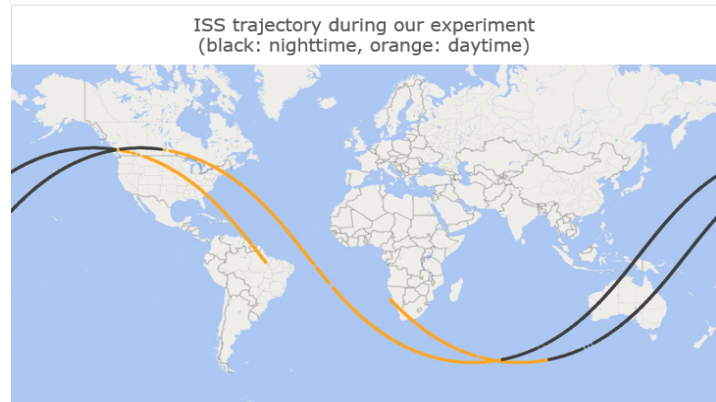 ISS trajectory during our experiment
(black: nighttime, orange: daytime)